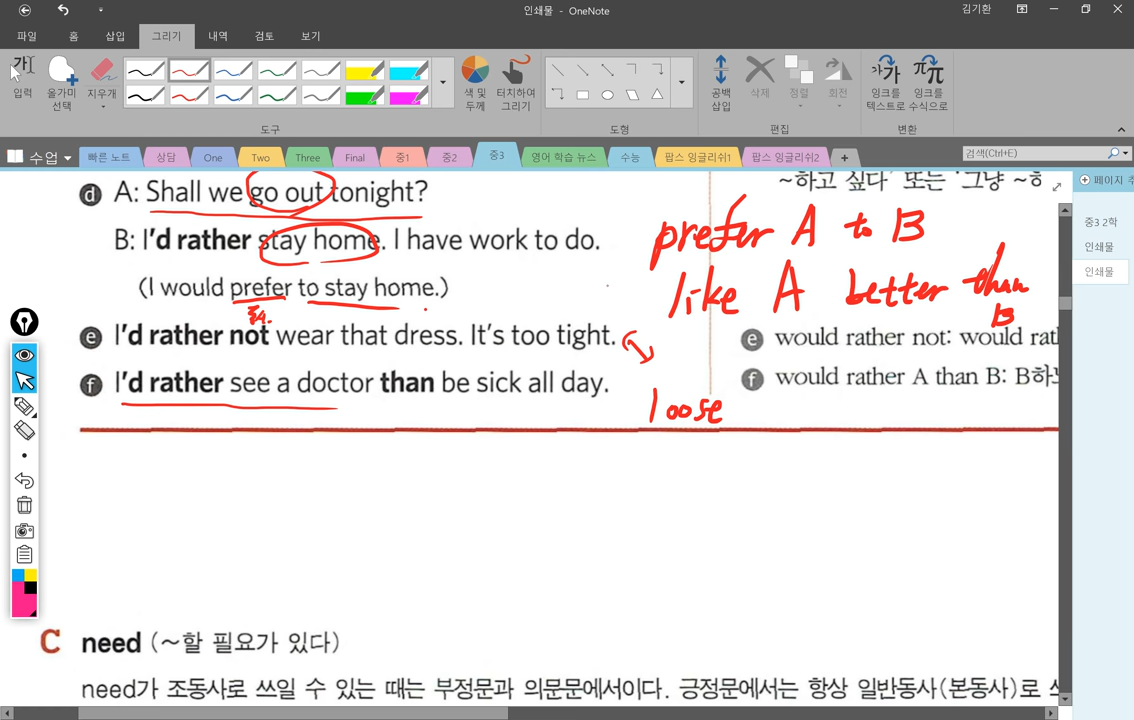 인쇄물 - OneNote
김기환
파일 홈 삽입 그리기 내역 검토 보기
입력
올가미 선택
지우개
색 및 두께
터치하여 그리기
공백 삽입
삭제
정렬
회전
잉크를 텍스트로
잉크를 수식으로
도구
도형
편집
변환
수업
빠른 노트 상담 One Two Three Final 중1 중2 중3 영어 학습 뉴스 수능 팝스 잉글리쉬1 팝스 잉글리쉬2
검색(Ctrl+E)
페이지 추
중3 2학
인쇄물
인쇄물
d A: Shall we go out tonight?
B: I'd rather stay home. I have work to do.
(I would prefer to stay home.)
e I'd rather not wear that dress. It's too tight.
f I'd rather see a doctor than be sick all day.
~하고 싶다' 또는 '그냥 ~
prefer A to B
like A better than B
loose
e would rather not: would rat
f would rather A than B: B하
C need (~할 필요가 있다)
need가 조동사로 쓰일 수 있는 때는 부정문과 의문문에서이다. 긍정문에서는 항상 일반동사(본동사)로 쓰